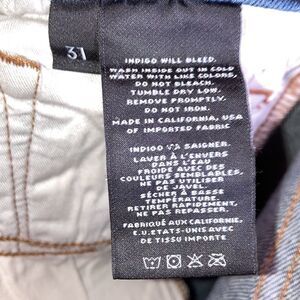 31
INDIGO WILL BLEED
WASH INSIDE OUT IN COLD
WATER WITH LIKE COLORS,
DO NOT BLEACH.
TUMBLE DRY LOW.
REMOVE PROMPTLY.
DO NOT IRON.
MADE IN CALIFORNIA, USA
OF IMPORTED FABRIC
INDIGO VA SAIGNER.
LAVER À L'ENVERS
DANS L'EAU
FROIDE AVEC DES
COULEURS SEMBLABLES,
NE PAS UTILISER
DE JAVEL.
SÉCHER À BASSE
TEMPÉRATURE.
RETIRER RAPIDEMENT,
NE PAS REPASSER.
FABRIQUÉ AUX CALIFORNIE,
E.U.ETATS-UNIS AVEC
DE TISSU IMPORTE